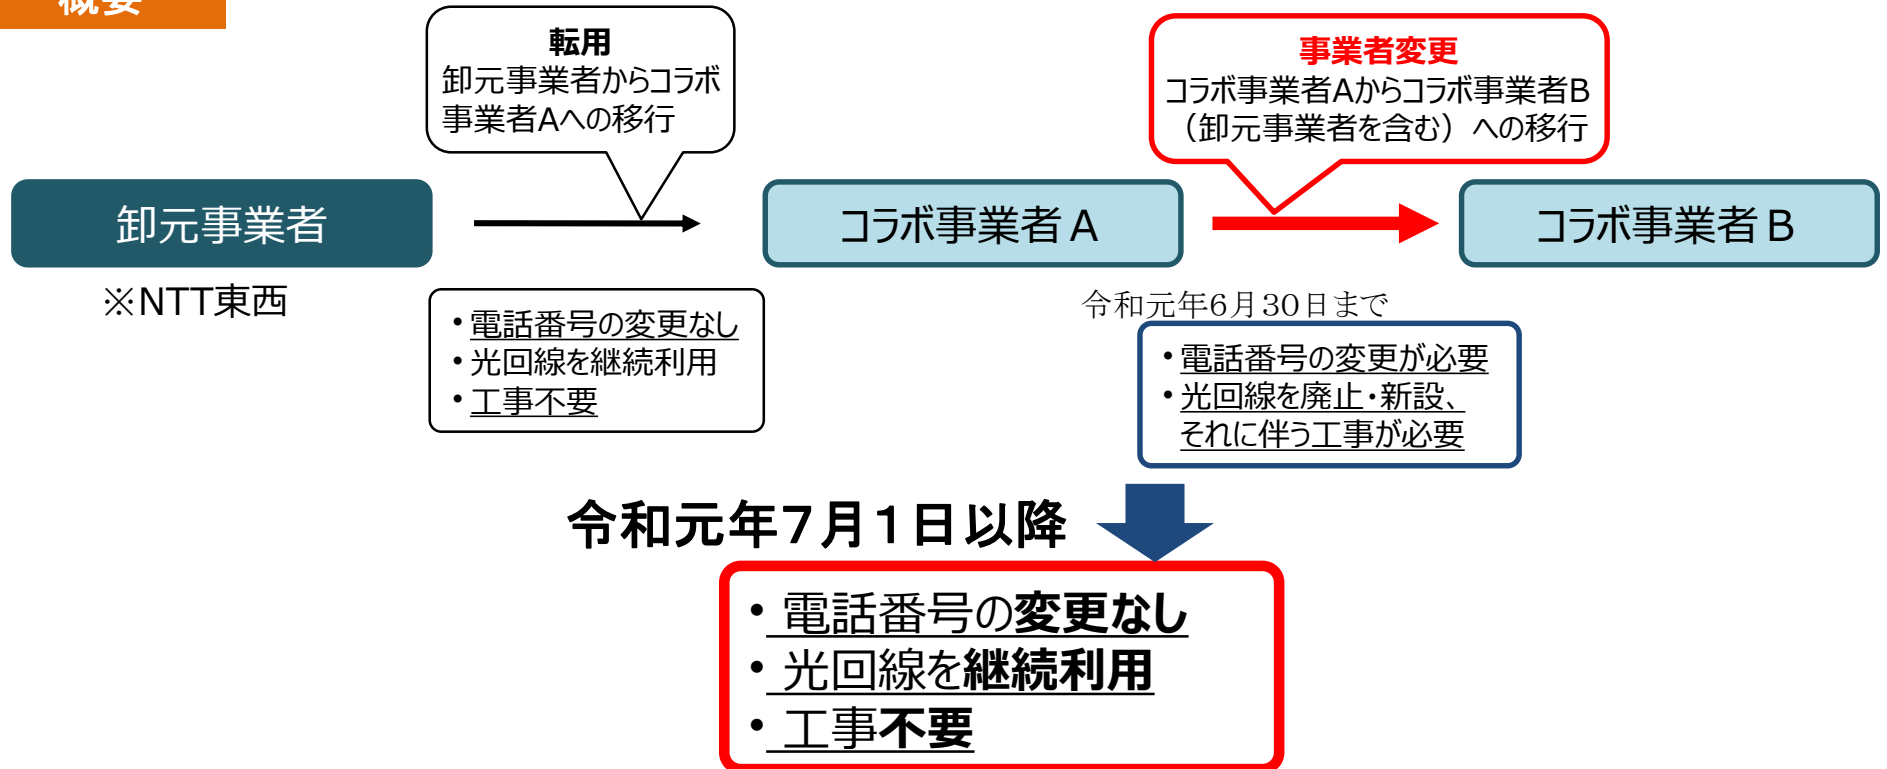 概要
転用
卸元事業者からコラボ
事業者Aへの移行
事業者変更
コラボ事業者Aからコラボ事業者B
（卸元事業者を含む）への移行
卸元事業者
コラボ事業者A
コラボ事業者B
※NTT東西
・電話番号の変更なし
・光回線を継続利用
・工事不要
令和元年6月30日まで
・電話番号の変更が必要
・光回線を廃止・新設、
それに伴う工事が必要
令和元年7月1日以降
・電話番号の変更なし
・光回線を継続利用
・工事不要